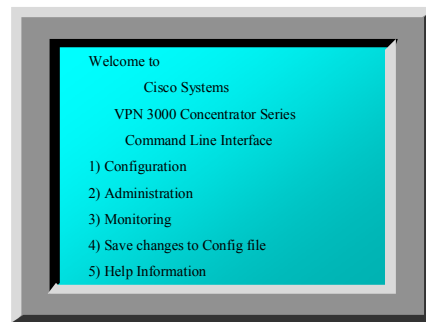 Welcome to
Cisco Systems
VPN 3000 Concentrator Series
Command Line Interface
1) Configuration
2) Administration
3) Monitoring
4) Save changes to Config file
5) Help Information